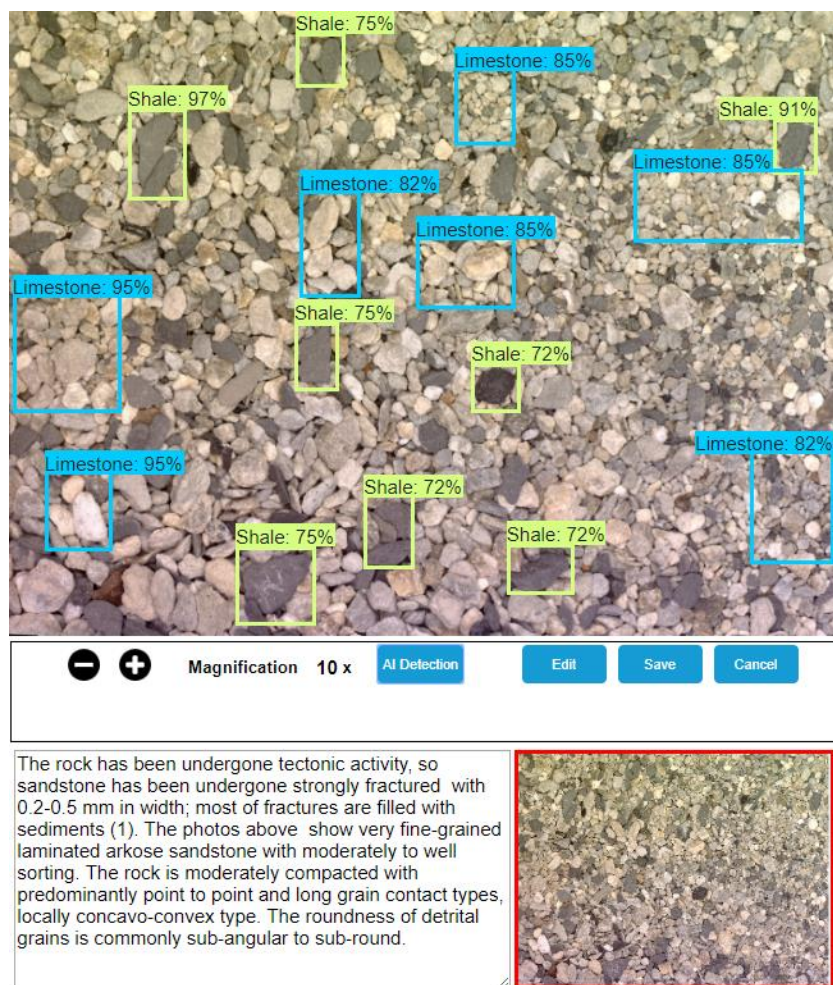 Shale: 75%
Limestone: 85%
Shale: 97%
Shale: 91%
Limestone: 85%
Limestone: 82%
Limestone: 85%
Limestone: 95%
Shale: 75%
Shale: 72%
Limestone: 82%
Limestone: 95%
Shale: 72%
Shale: 75%
Shale: 72%
Magnification 10 x AI Detection Edit Save Cancel
The rock has been undergone tectonic activity, so
sandstone has been undergone strongly fractured with
0.2-0.5 mm in width; most of fractures are filled with
sediments (1). The photos above show very fine-grained
laminated arkose sandstone with moderately to well
sorting. The rock is moderately compacted with
predominantly point to point and long grain contact types,
locally concavo-convex type. The roundness of detrital
grains is commonly sub-angular to sub-round.